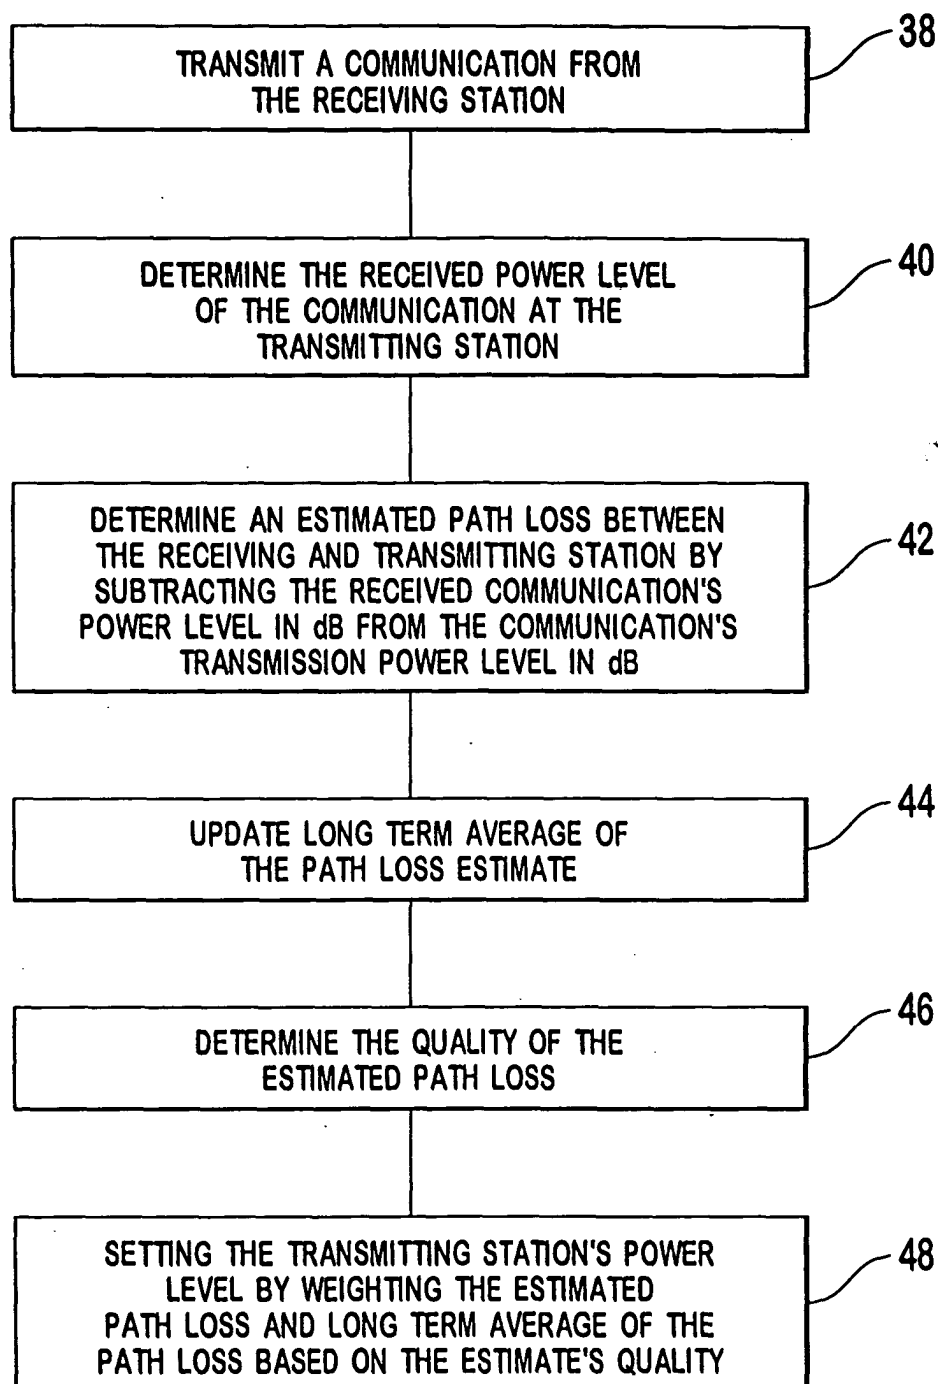 38
TRANSMIT A COMMUNICATION FROM
THE RECEIVING STATION
40
DETERMINE THE RECEIVED POWER LEVEL
OF THE COMMUNICATION AT THE
TRANSMITTING STATION
42
DETERMINE AN ESTIMATED PATH LOSS BETWEEN
THE RECEIVING AND TRANSMITTING STATION BY
SUBTRACTING THE RECEIVED COMMUNICATION'S
POWER LEVEL IN dB FROM THE COMMUNICATION'S
TRANSMISSION POWER LEVEL IN dB
44
UPDATE LONG TERM AVERAGE OF
THE PATH LOSS ESTIMATE
46
DETERMINE THE QUALITY OF THE
ESTIMATED PATH LOSS
48
SETTING THE TRANSMITTING STATION'S POWER
LEVEL BY WEIGHTING THE ESTIMATED
PATH LOSS AND LONG TERM AVERAGE OF THE
PATH LOSS BASED ON THE ESTIMATE'S QUALITY